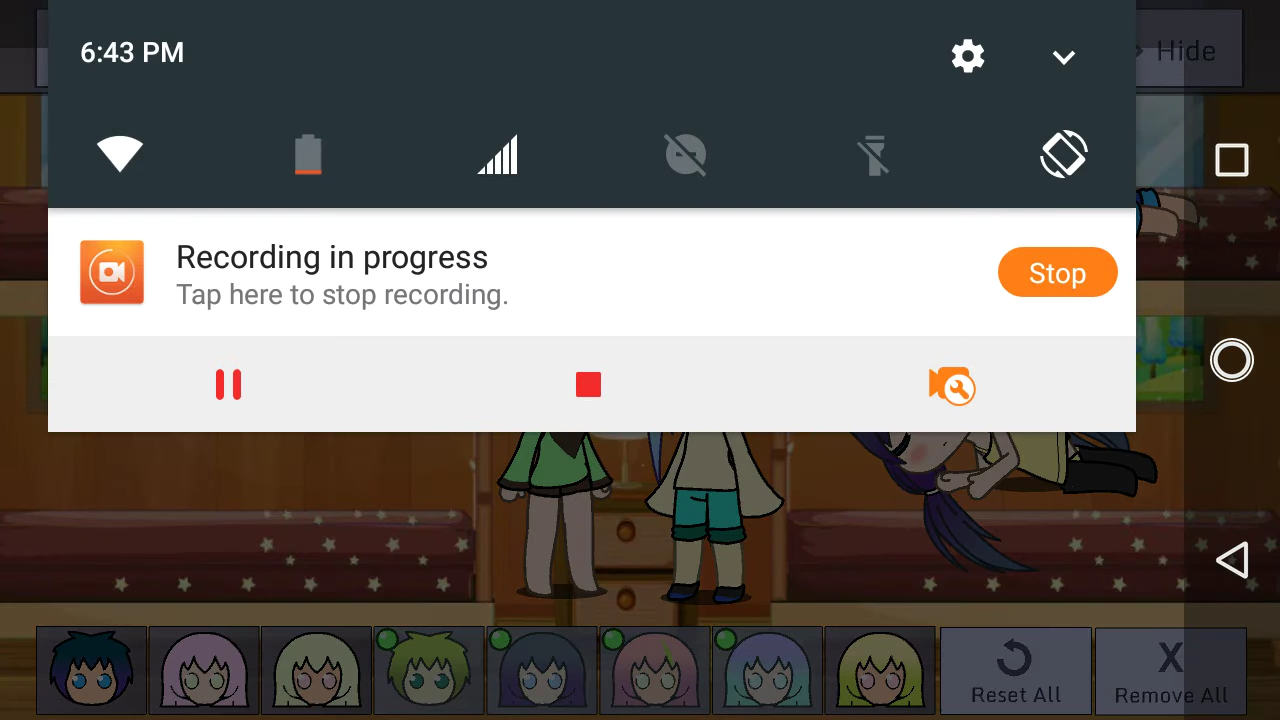 6:43 PM
Hide
Recording in progress
Tap here to stop recording.
Stop
Reset All
X
Remove All